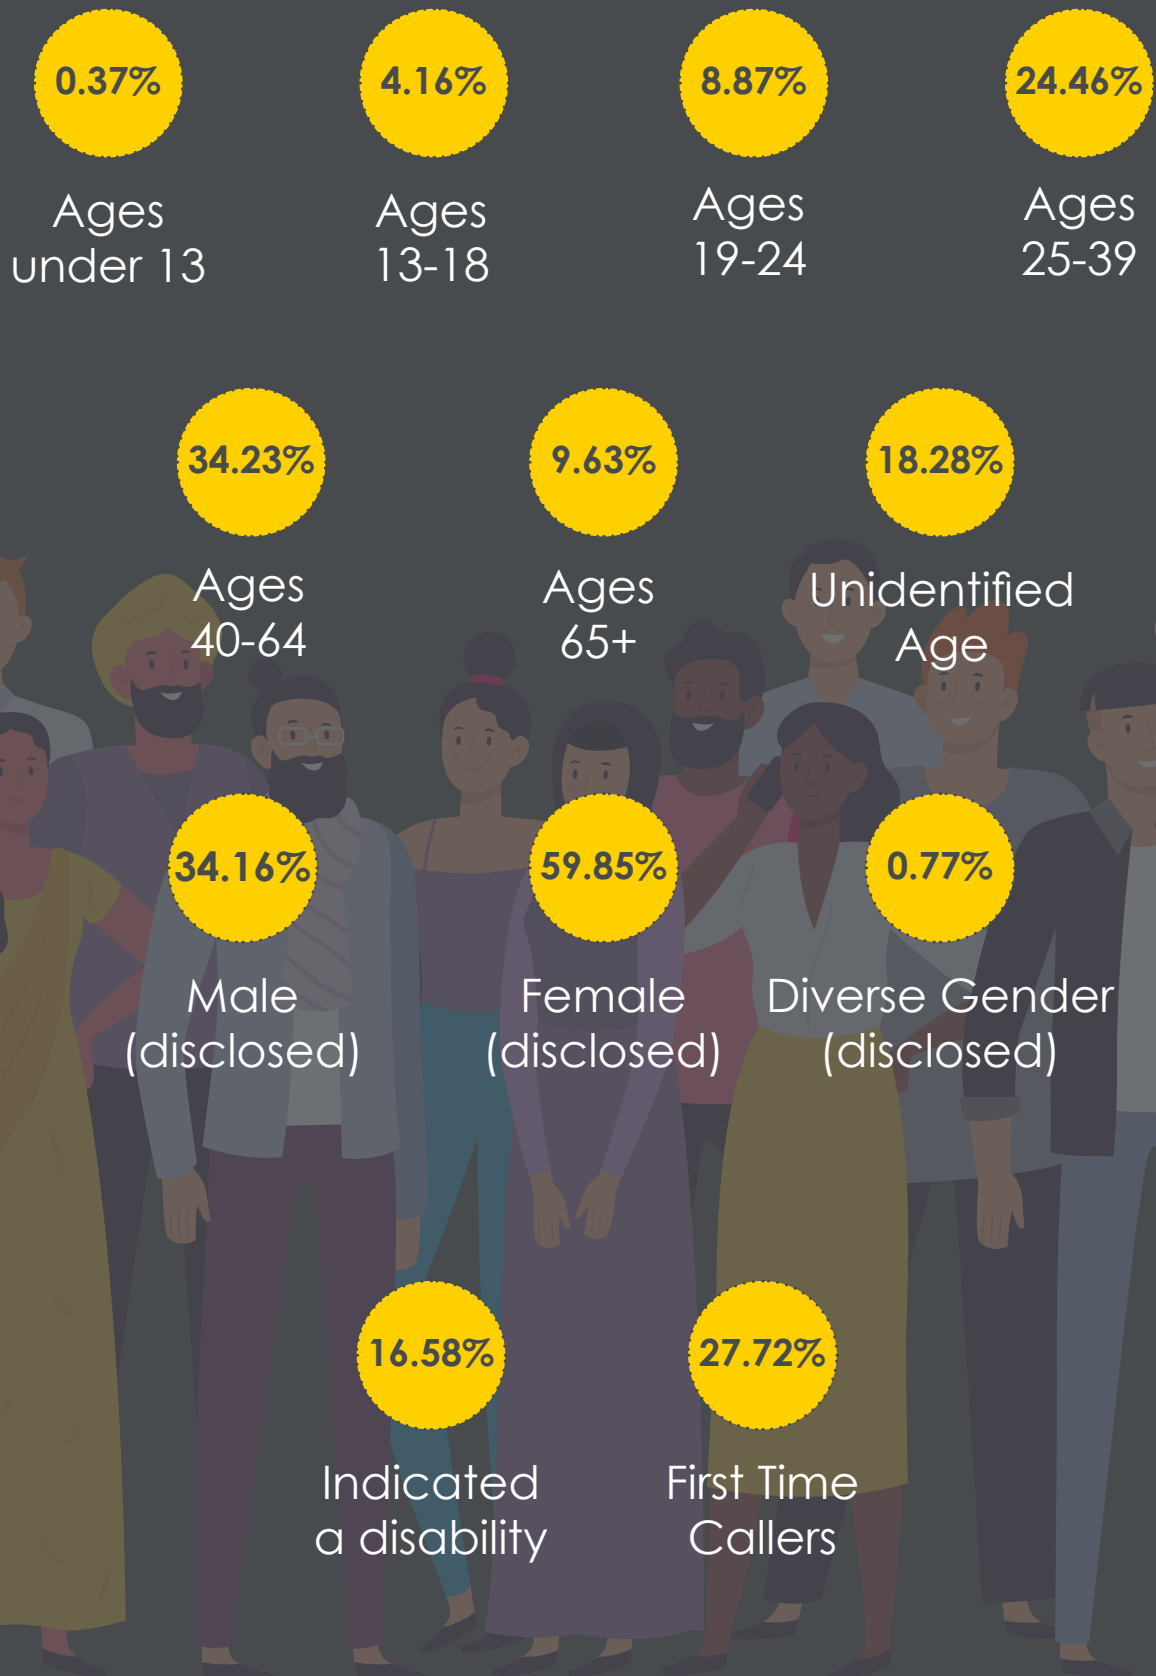 0.37%
Ages
under 13
4.16%
Ages
13-18
8.87%
Ages
19-24
24.46%
Ages
25-39
34.23%
Ages
40-64
9.63%
Ages
65+
18.28%
Unidentified
Age
34.16%
Male
(disclosed)
59.85%
Female
(disclosed)
0.77%
Diverse Gender
(disclosed)
16.58%
Indicated
a disability
27.72%
First Time
Callers